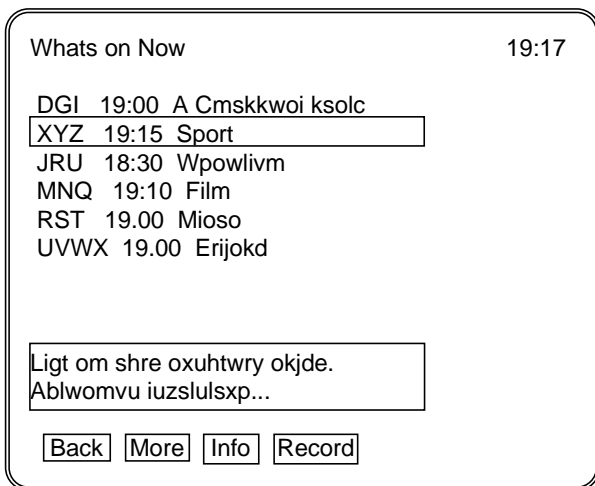 Whats on Now 19:17
DGI 19:00 A Cmskkwoi ksolc
XYZ 19:15 Sport
JRU 18:30 Wpowlivm
MNQ 19:10 Film
RST 19.00 Mioso
UVWX 19.00 Erijokd
Ligt om shre oxuhtwry okjde.
Ablwomvu iuzslulsxp...
Back More Info Record